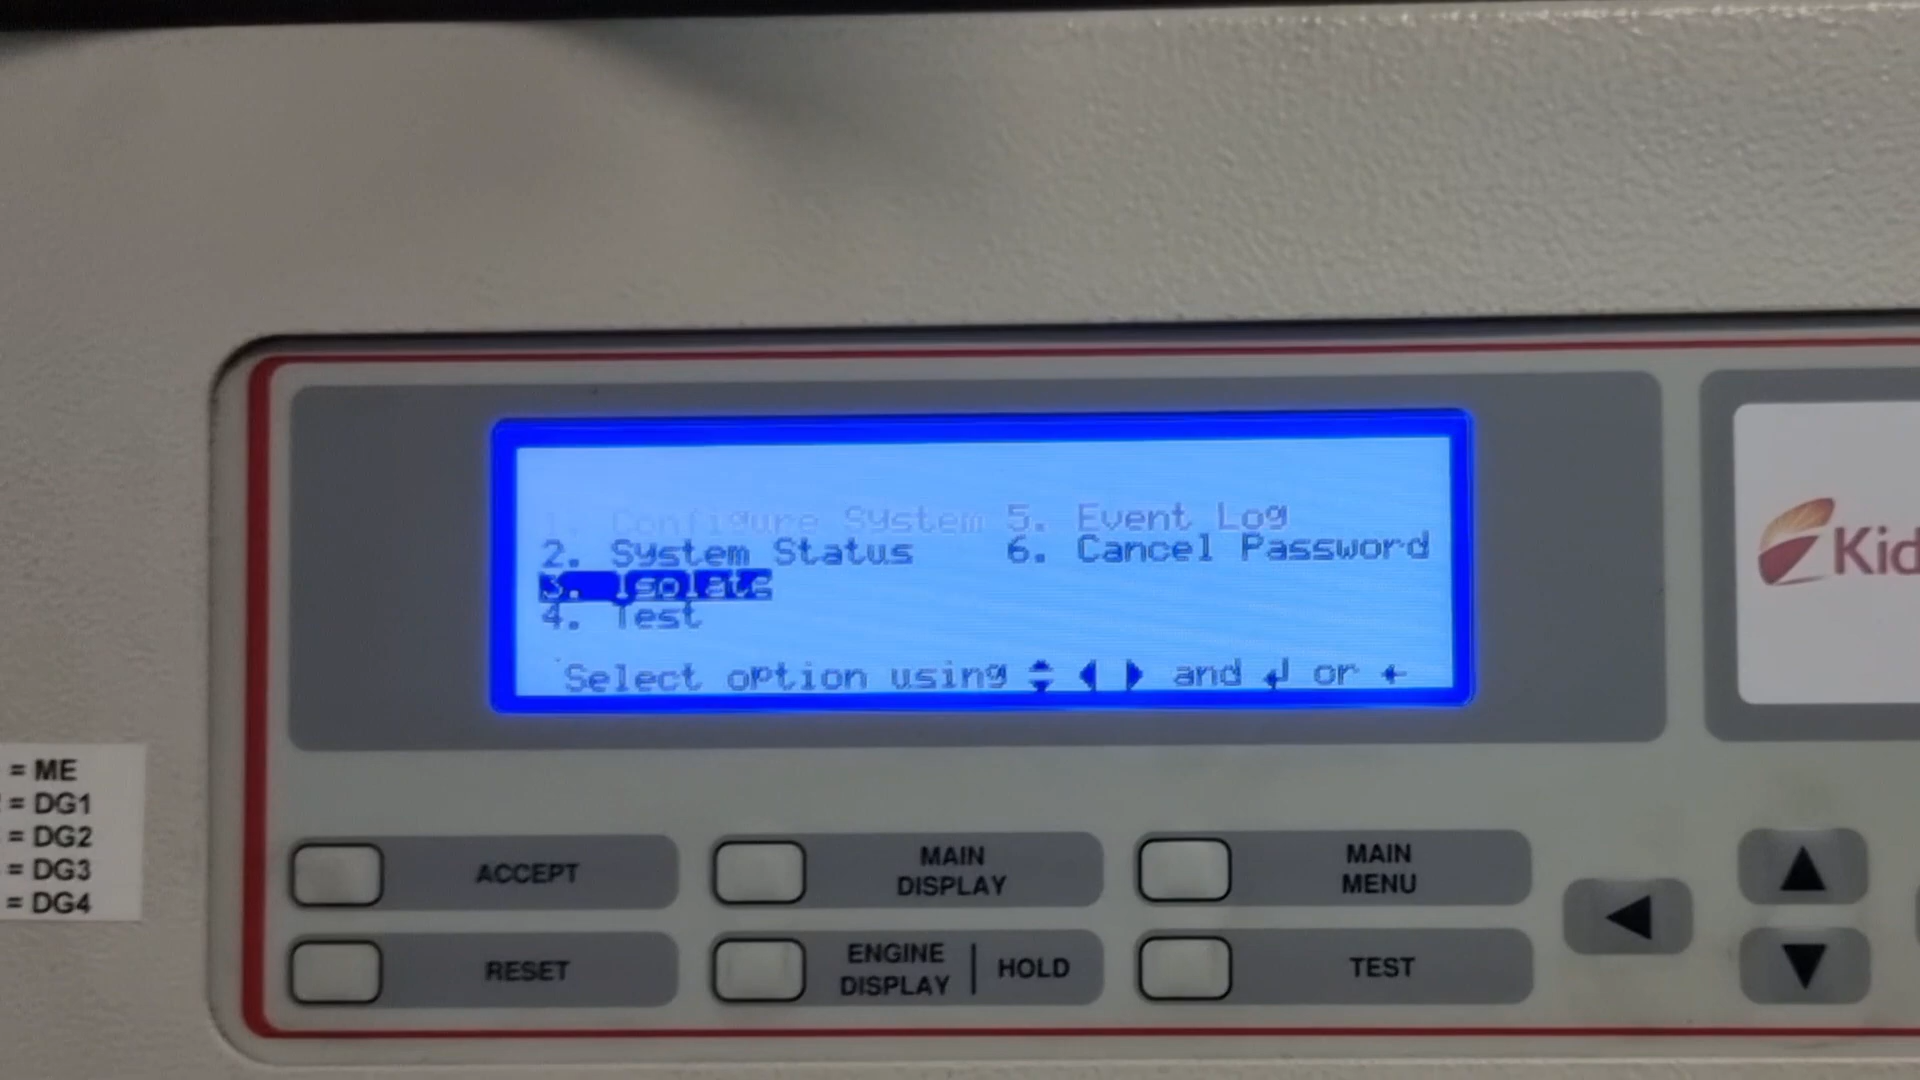 1. Configure System 5. Event Log
2. System Status 6. Cancel Password
3. Isolate
4. Test
Select option using and ↲ or ←
Kid
= ME
= DG1
= DG2
= DG3
= DG4
ACCEPT
MAIN DISPLAY
MAIN MENU
RESET
ENGINE DISPLAY | HOLD
TEST